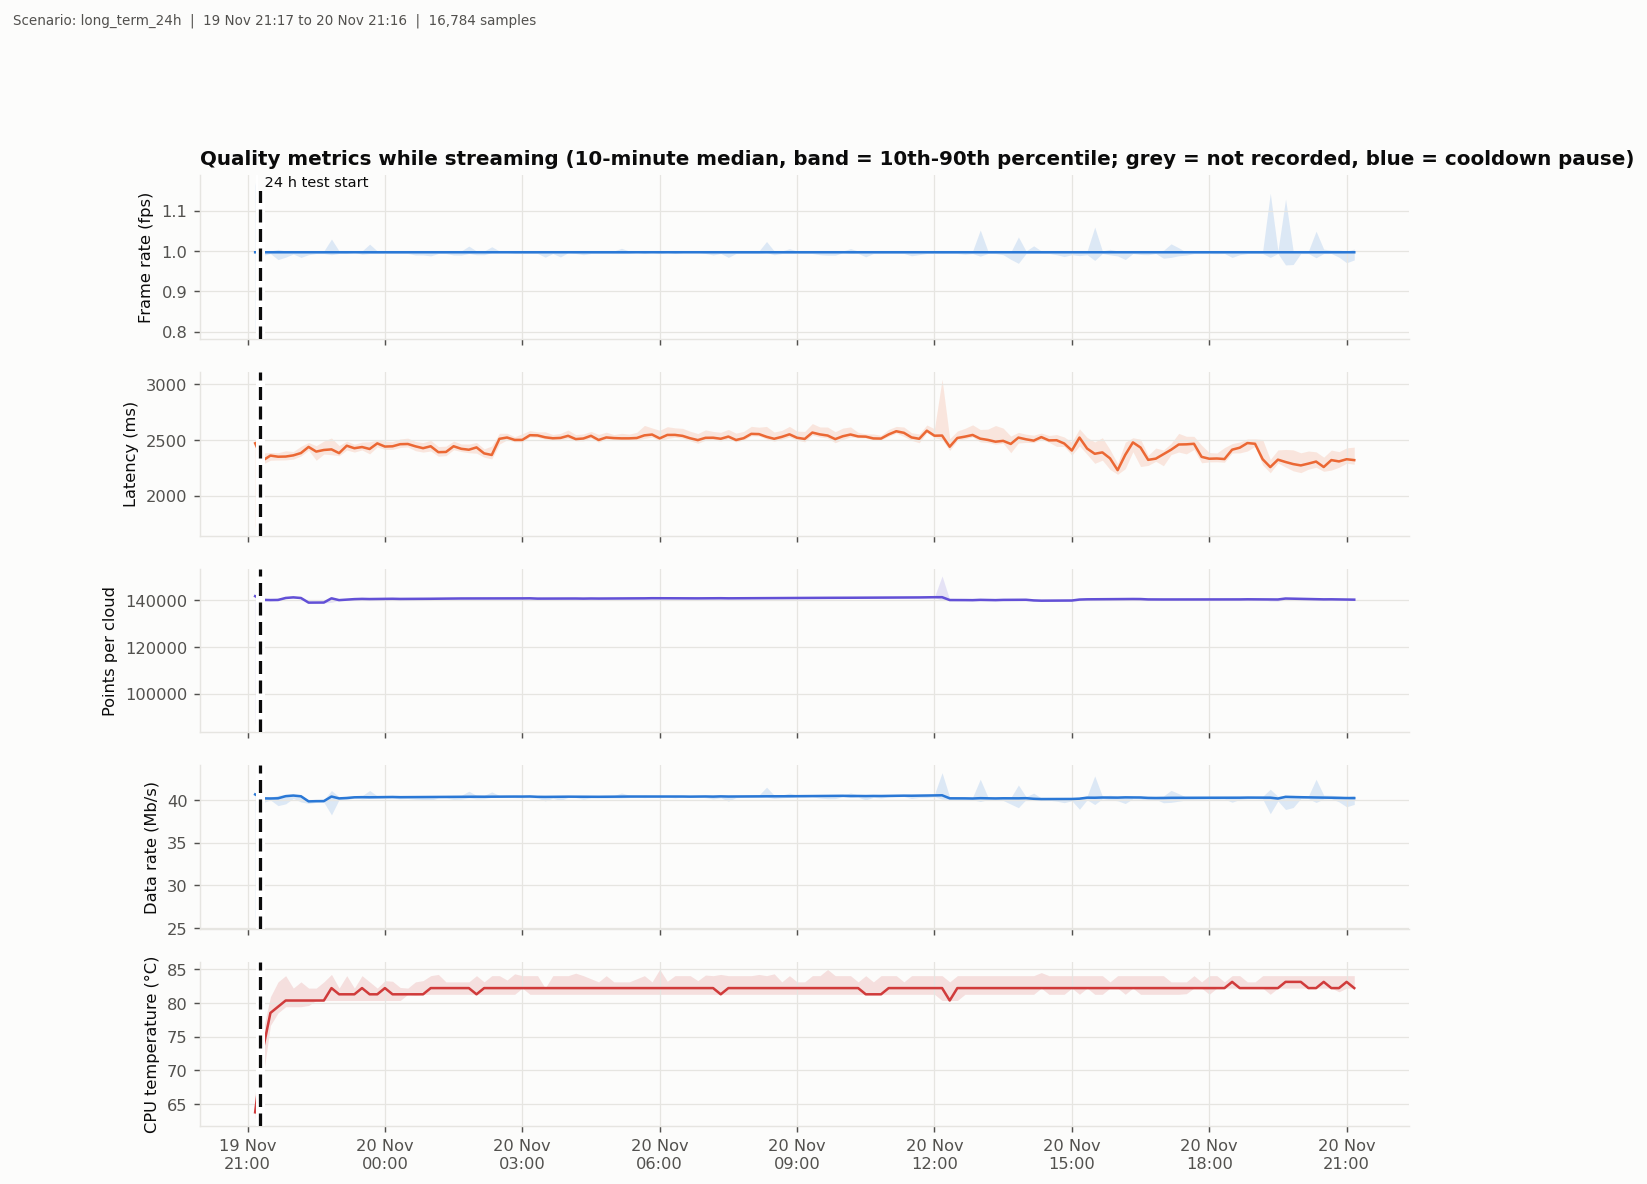 Scenario: long_term_24h  |  19 Nov 21:17 to 20 Nov 21:16  |  16,784 samples
Quality metrics while streaming (10-minute median, band = 10th-90th percentile; grey = not recorded, blue = cooldown pause)
24 h test start
Frame rate (fps)
1.1
1.0
0.9
0.8
Latency (ms)
3000
2500
2000
Points per cloud
140000
120000
100000
Data rate (Mb/s)
40
35
30
25
CPU temperature (°C)
85
80
75
70
65
19 Nov 20 Nov 20 Nov 20 Nov 20 Nov 20 Nov 20 Nov 20 Nov 20 Nov
21:00 00:00 03:00 06:00 09:00 12:00 15:00 18:00 21:00